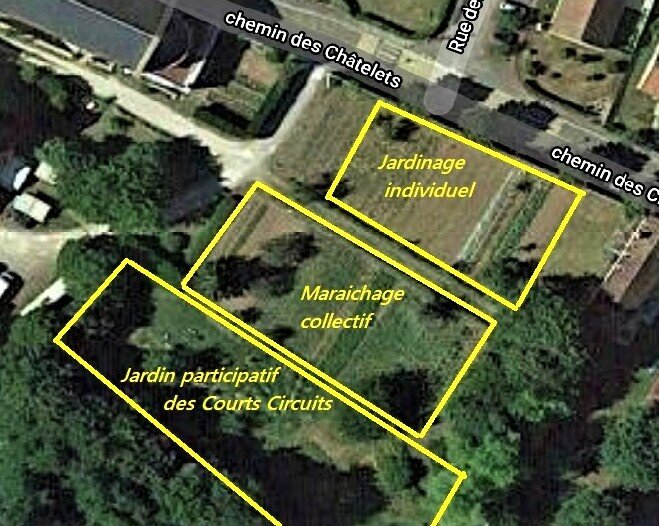 chemin des Châtelets
Rue de
chemin des C
Jardinage
individuel
Maraichage
collectif
Jardin participatif
des Courts Circuits